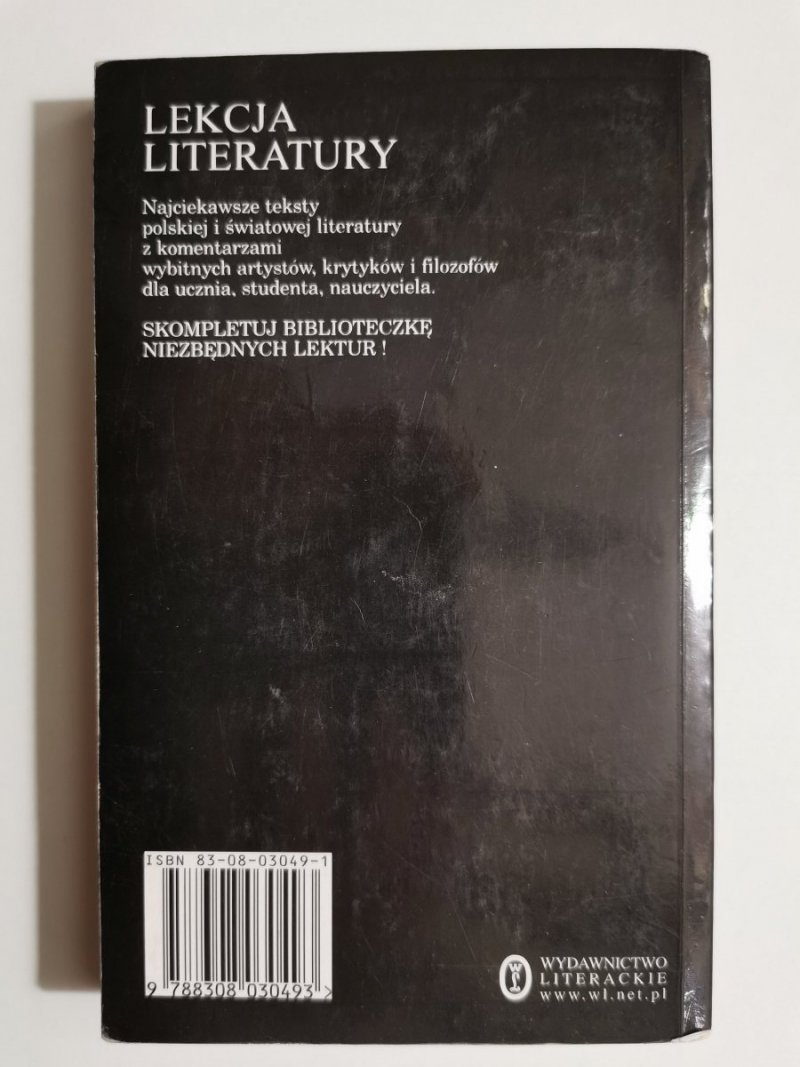 LEKCJA
LITERATURY
Najciekawsze teksty
polskiej i światowej literatury
z komentarzami
wybitnych artystów, krytyków i filozofów
dla ucznia, studenta, nauczyciela.
SKOMPLETUJ BIBLIOTECZKĘ
NIEZBĘDNYCH LEKTUR !
ISBN 83-08-03049-1
9 788308 030493 >
WYDAWNICTWO
LITERACKIE
www.wl.net.pl